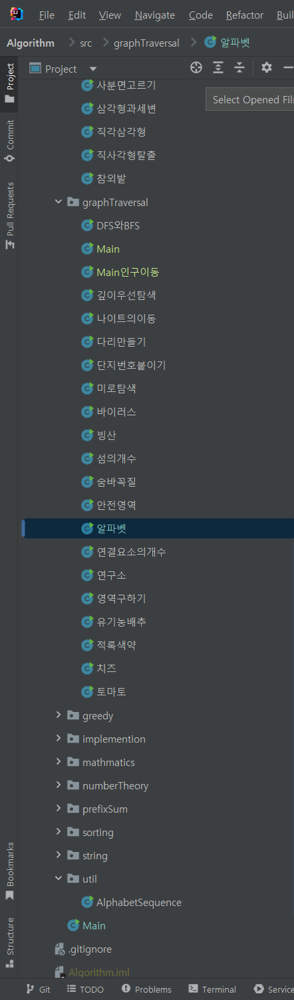 File Edit View Navigate Code Refactor
Algorithm src graphTraversal 알파벳
Project
사분면고르기
Select Opened
삼각형과세변
직각삼각형
직사각형탈출
참외밭
graphTraversal
DFS와BFS
Main
Main인구이동
깊이우선탐색
나이트의이동
다리만들기
단지번호붙이기
미로탐색
바이러스
빙산
섬의개수
숨바꼭질
안전영역
알파벳
연결요소의개수
연구소
영역구하기
유기농배추
적록색약
치즈
토마토
greedy
implemention
mathmatics
numberTheory
prefixSum
sorting
string
util
AlphabetSequence
Main
.gitignore
Algorithm.iml
Project
Commit
Pull Requests
Bookmarks
Structure
Git TODO Problems Terminal